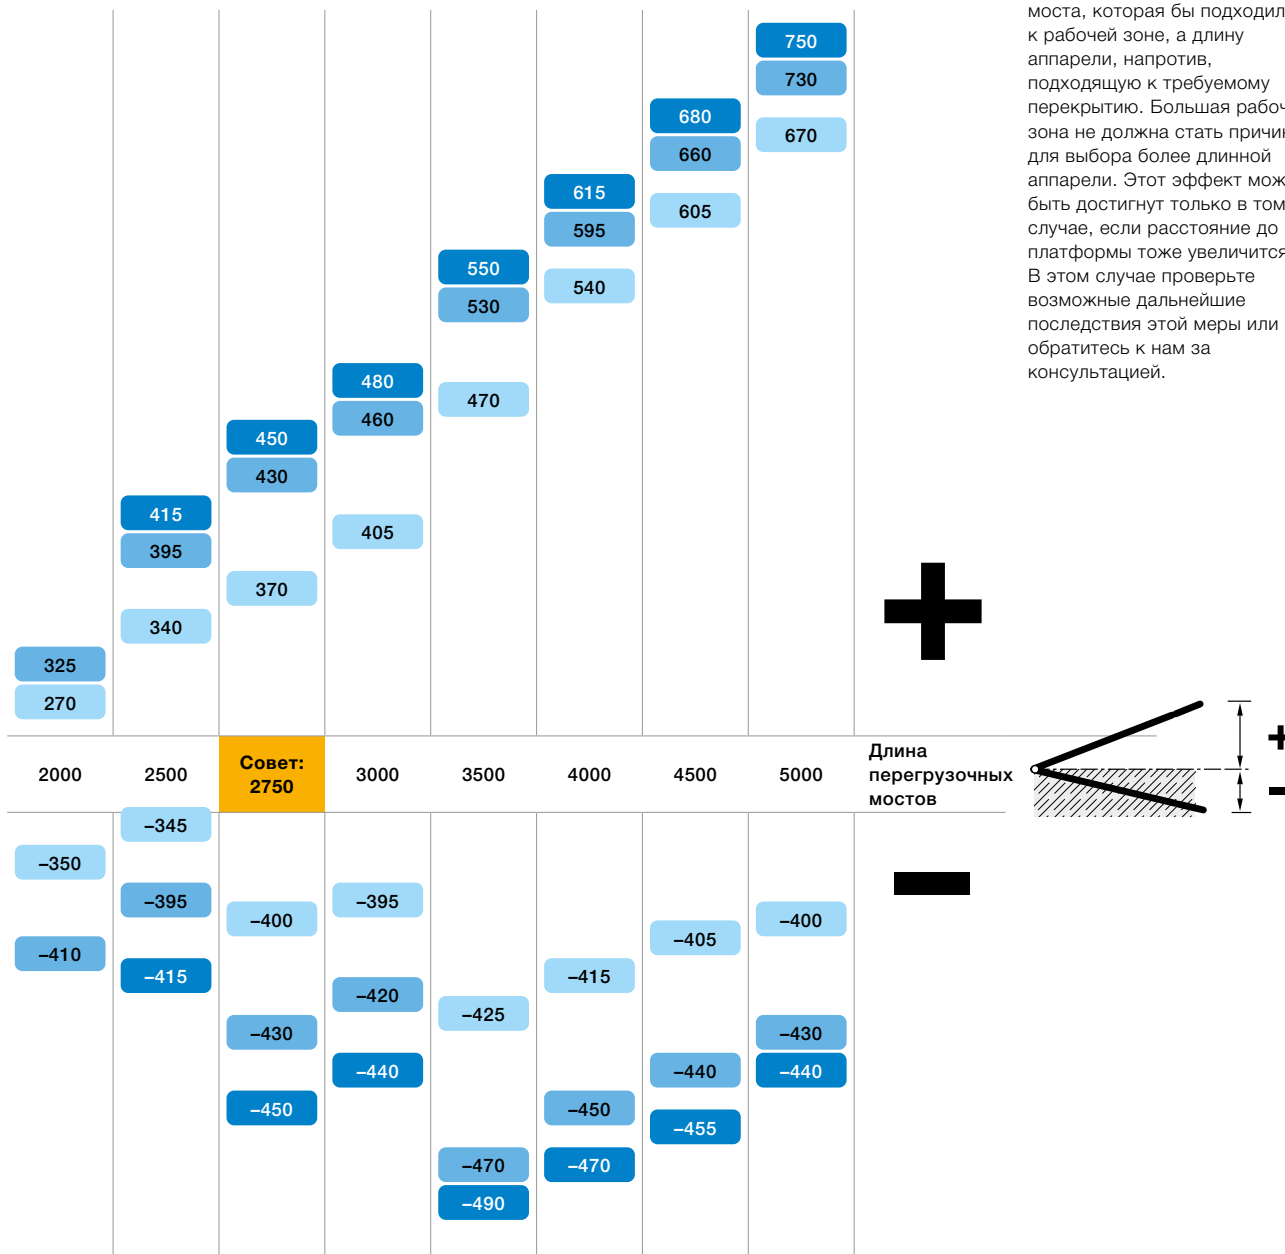 моста, которая бы подходил
к рабочей зоне, а длину
аппарели, напротив,
подходящую к требуемому
перекрытию. Большая рабоч
зона не должна стать причин
для выбора более длинной
аппарели. Этот эффект мож
быть достигнут только в том
случае, если расстояние до
платформы тоже увеличится
В этом случае проверьте
возможные дальнейшие
последствия этой меры или
обратитесь к нам за
консультацией.
750
730
680
670
660
615
605
595
550
540
530
480
470
460
450
430
415
405
395
370
340
325
270
+
+
2000 2500 Совет: 2750 3000 3500 4000 4500 5000 Длина перегрузочных мостов
–
–345
–350
–
–395 –395
–400 –400
–405
–410
–415 –415
–420
–425
–430 –430
–440 –440 –440
–450 –450
–455
–470 –470
–490